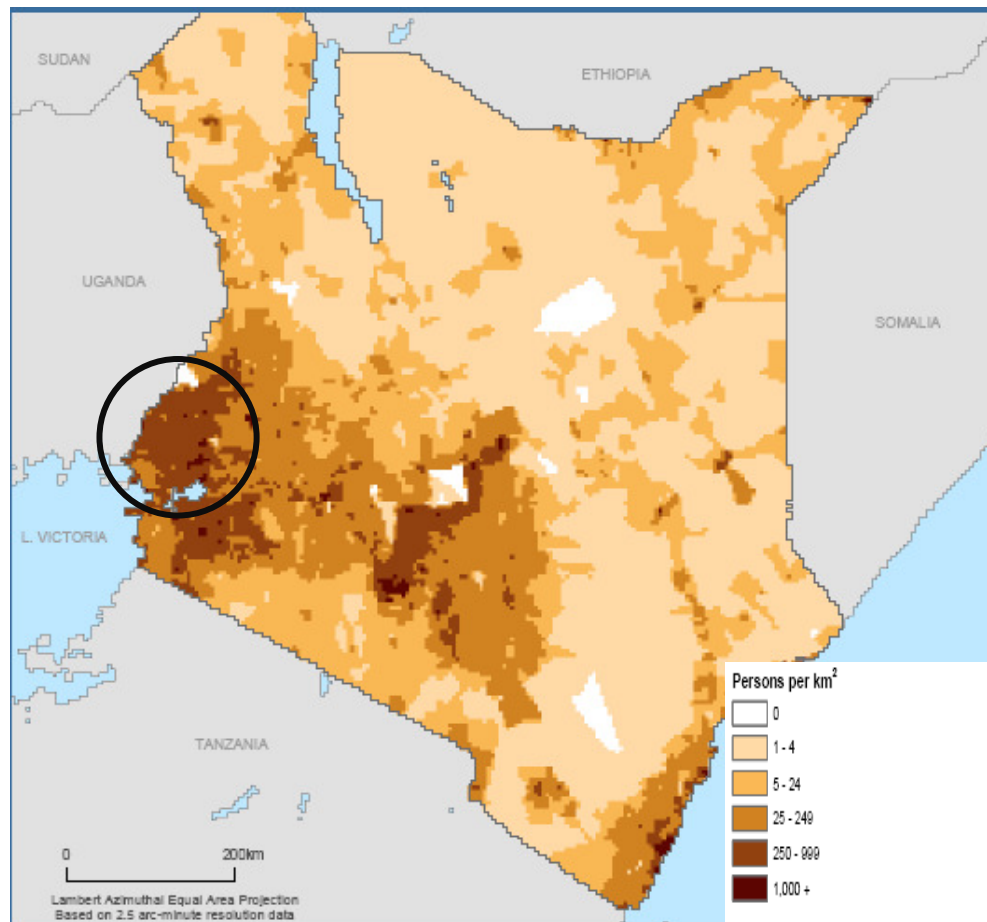 SUDAN
ETHIOPIA
UGANDA
SOMALIA
L. VICTORIA
TANZANIA
Persons per km²
0
1 - 4
5 - 24
25 - 249
250 - 999
1,000 +
0 200km
Lambert Azimuthal Equal Area Projection
Based on 2.5 arc-minute resolution data